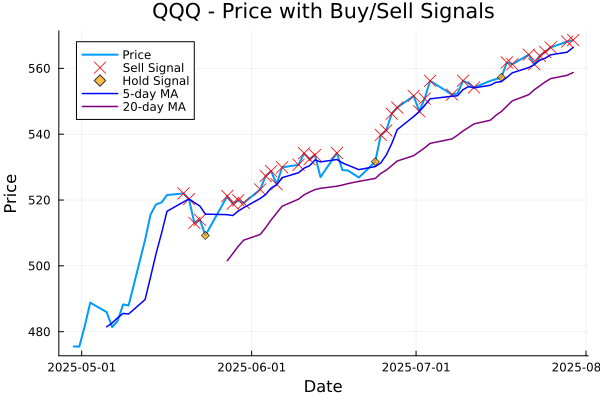 QQQ - Price with Buy/Sell Signals
Price
Sell Signal
Hold Signal
5-day MA
20-day MA
560
540
520
500
480
Price
2025-05-01
2025-06-01
2025-07-01
2025-08
Date